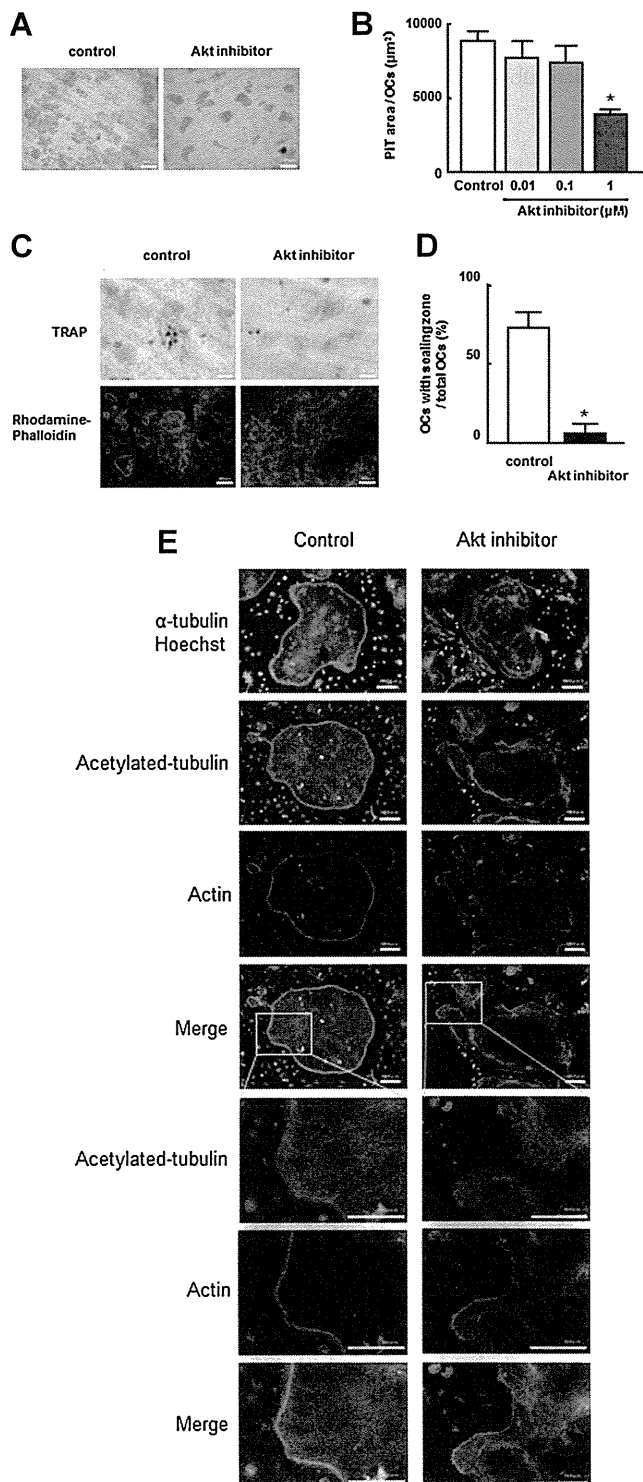 A
control Akt inhibitor
B
PIT area / OCs (μm²)
10000
5000
0
Control 0.01 0.1 1
*
Akt inhibitor (μM)
C
control Akt inhibitor
TRAP
Rhodamine-
Phalloidin
D
OCs with sealing zone
/ total OCs (%)
100
50
0
*
control
Akt inhibitor
E
Control Akt inhibitor
α-tubulin
Hoechst
Acetylated-tubulin
Actin
Merge
Acetylated-tubulin
Actin
Merge